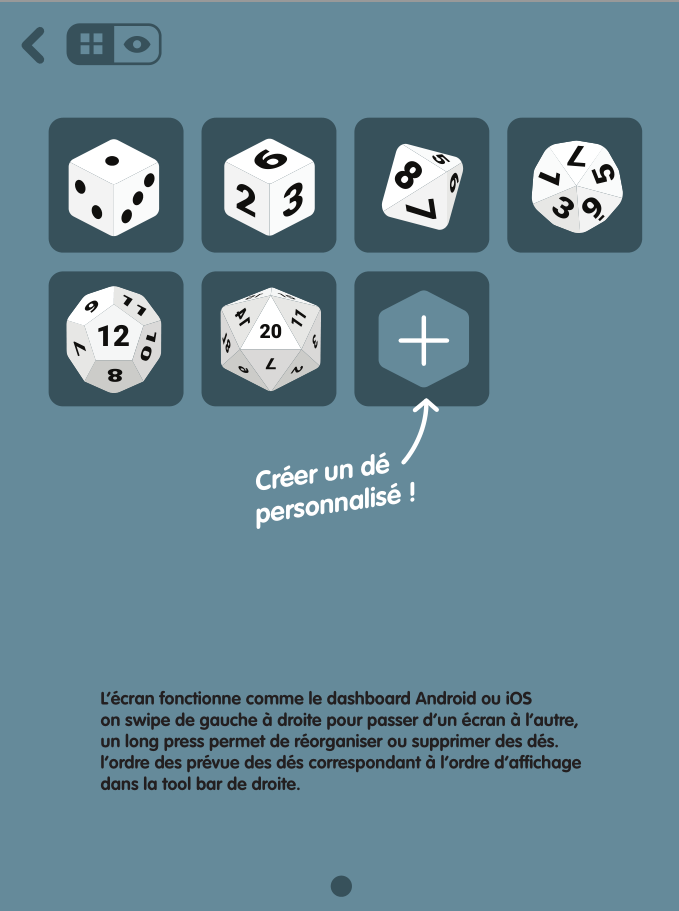 6
2 3
8 5 6 7
1 7 5 3 9
9 11 7 12 10 8
14 11 20 7 2
Créer un dé
personnalisé !
L'écran fonctionne comme le dashboard Android ou iOS
on swipe de gauche à droite pour passer d'un écran à l'autre,
un long press permet de réorganiser ou supprimer des dés.
l'ordre des prévue des dés correspondant à l'ordre d'affichage
dans la tool bar de droite.